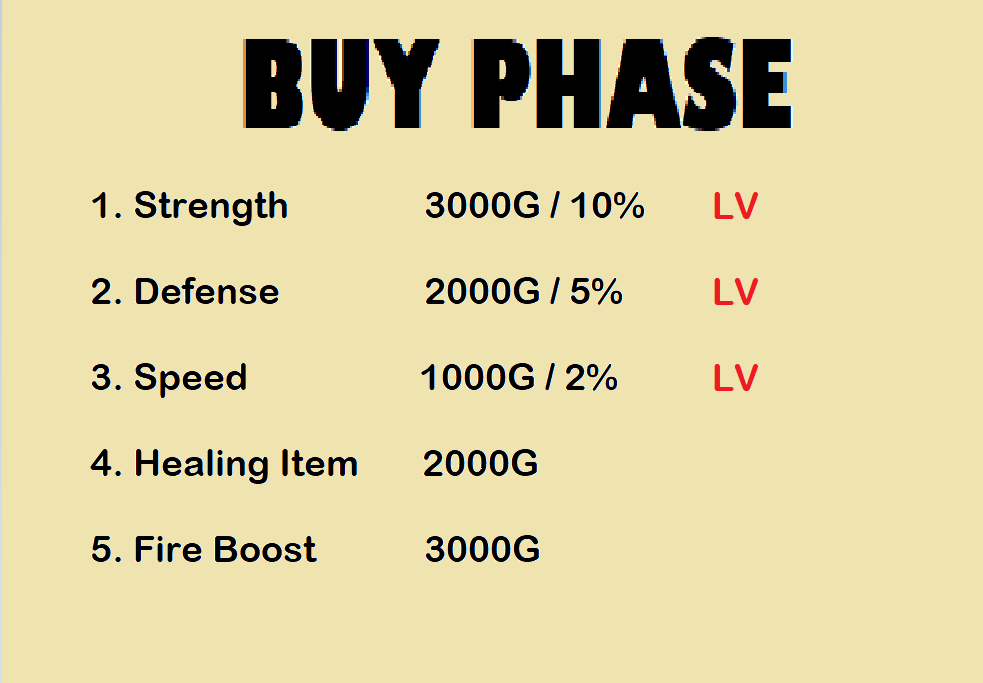 BUY PHASE
1. Strength 3000G / 10% LV
2. Defense 2000G / 5% LV
3. Speed 1000G / 2% LV
4. Healing Item 2000G
5. Fire Boost 3000G